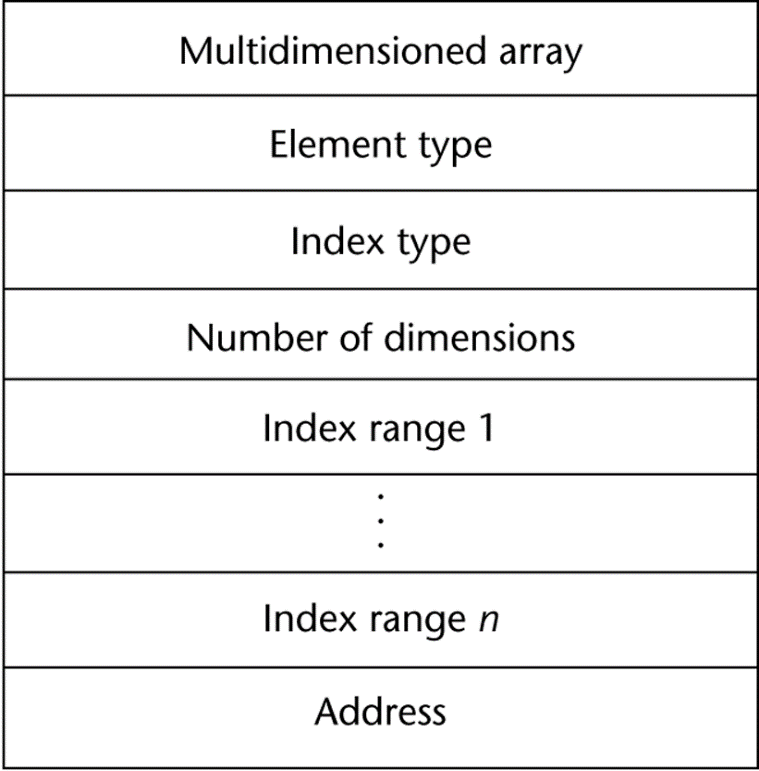 Multidimensioned array
Element type
Index type
Number of dimensions
Index range 1
⋮
Index range n
Address